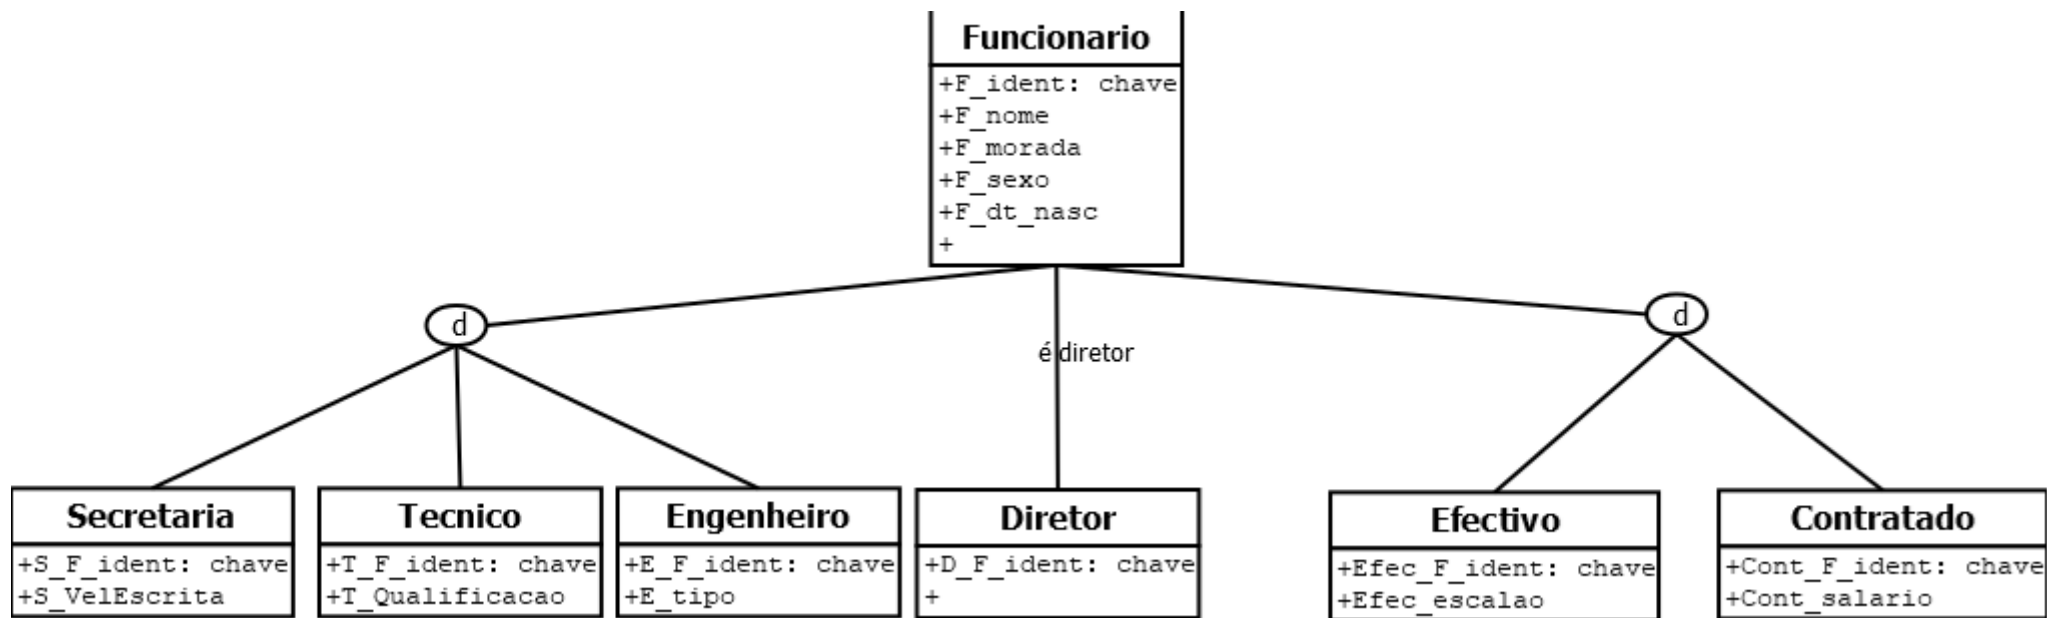 Funcionario
+F_ident: chave
+F_nome
+F_morada
+F_sexo
+F_dt_nasc
+
d
d
é diretor
Secretaria
+S_F_ident: chave
+S_VelEscrita
Tecnico
+T_F_ident: chave
+T_Qualificacao
Engenheiro
+E_F_ident: chave
+E_tipo
Diretor
+D_F_ident: chave
+
Efectivo
+Efec_F_ident: chave
+Efec_escalao
Contratado
+Cont_F_ident: chave
+Cont_salario